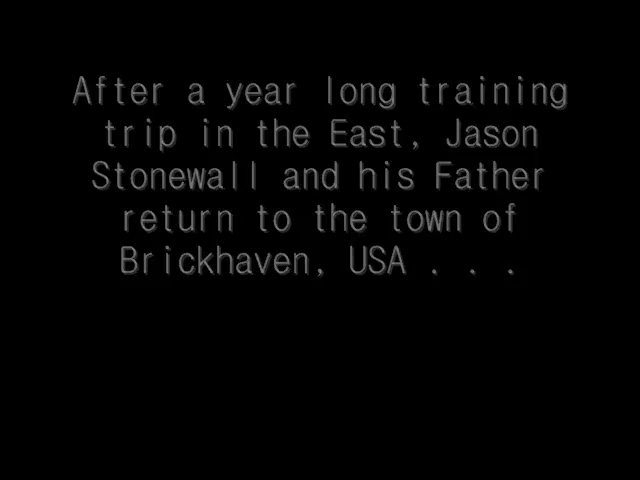 After a year long training
trip in the East, Jason
Stonewall and his Father
return to the town of
Brickhaven, USA . . .